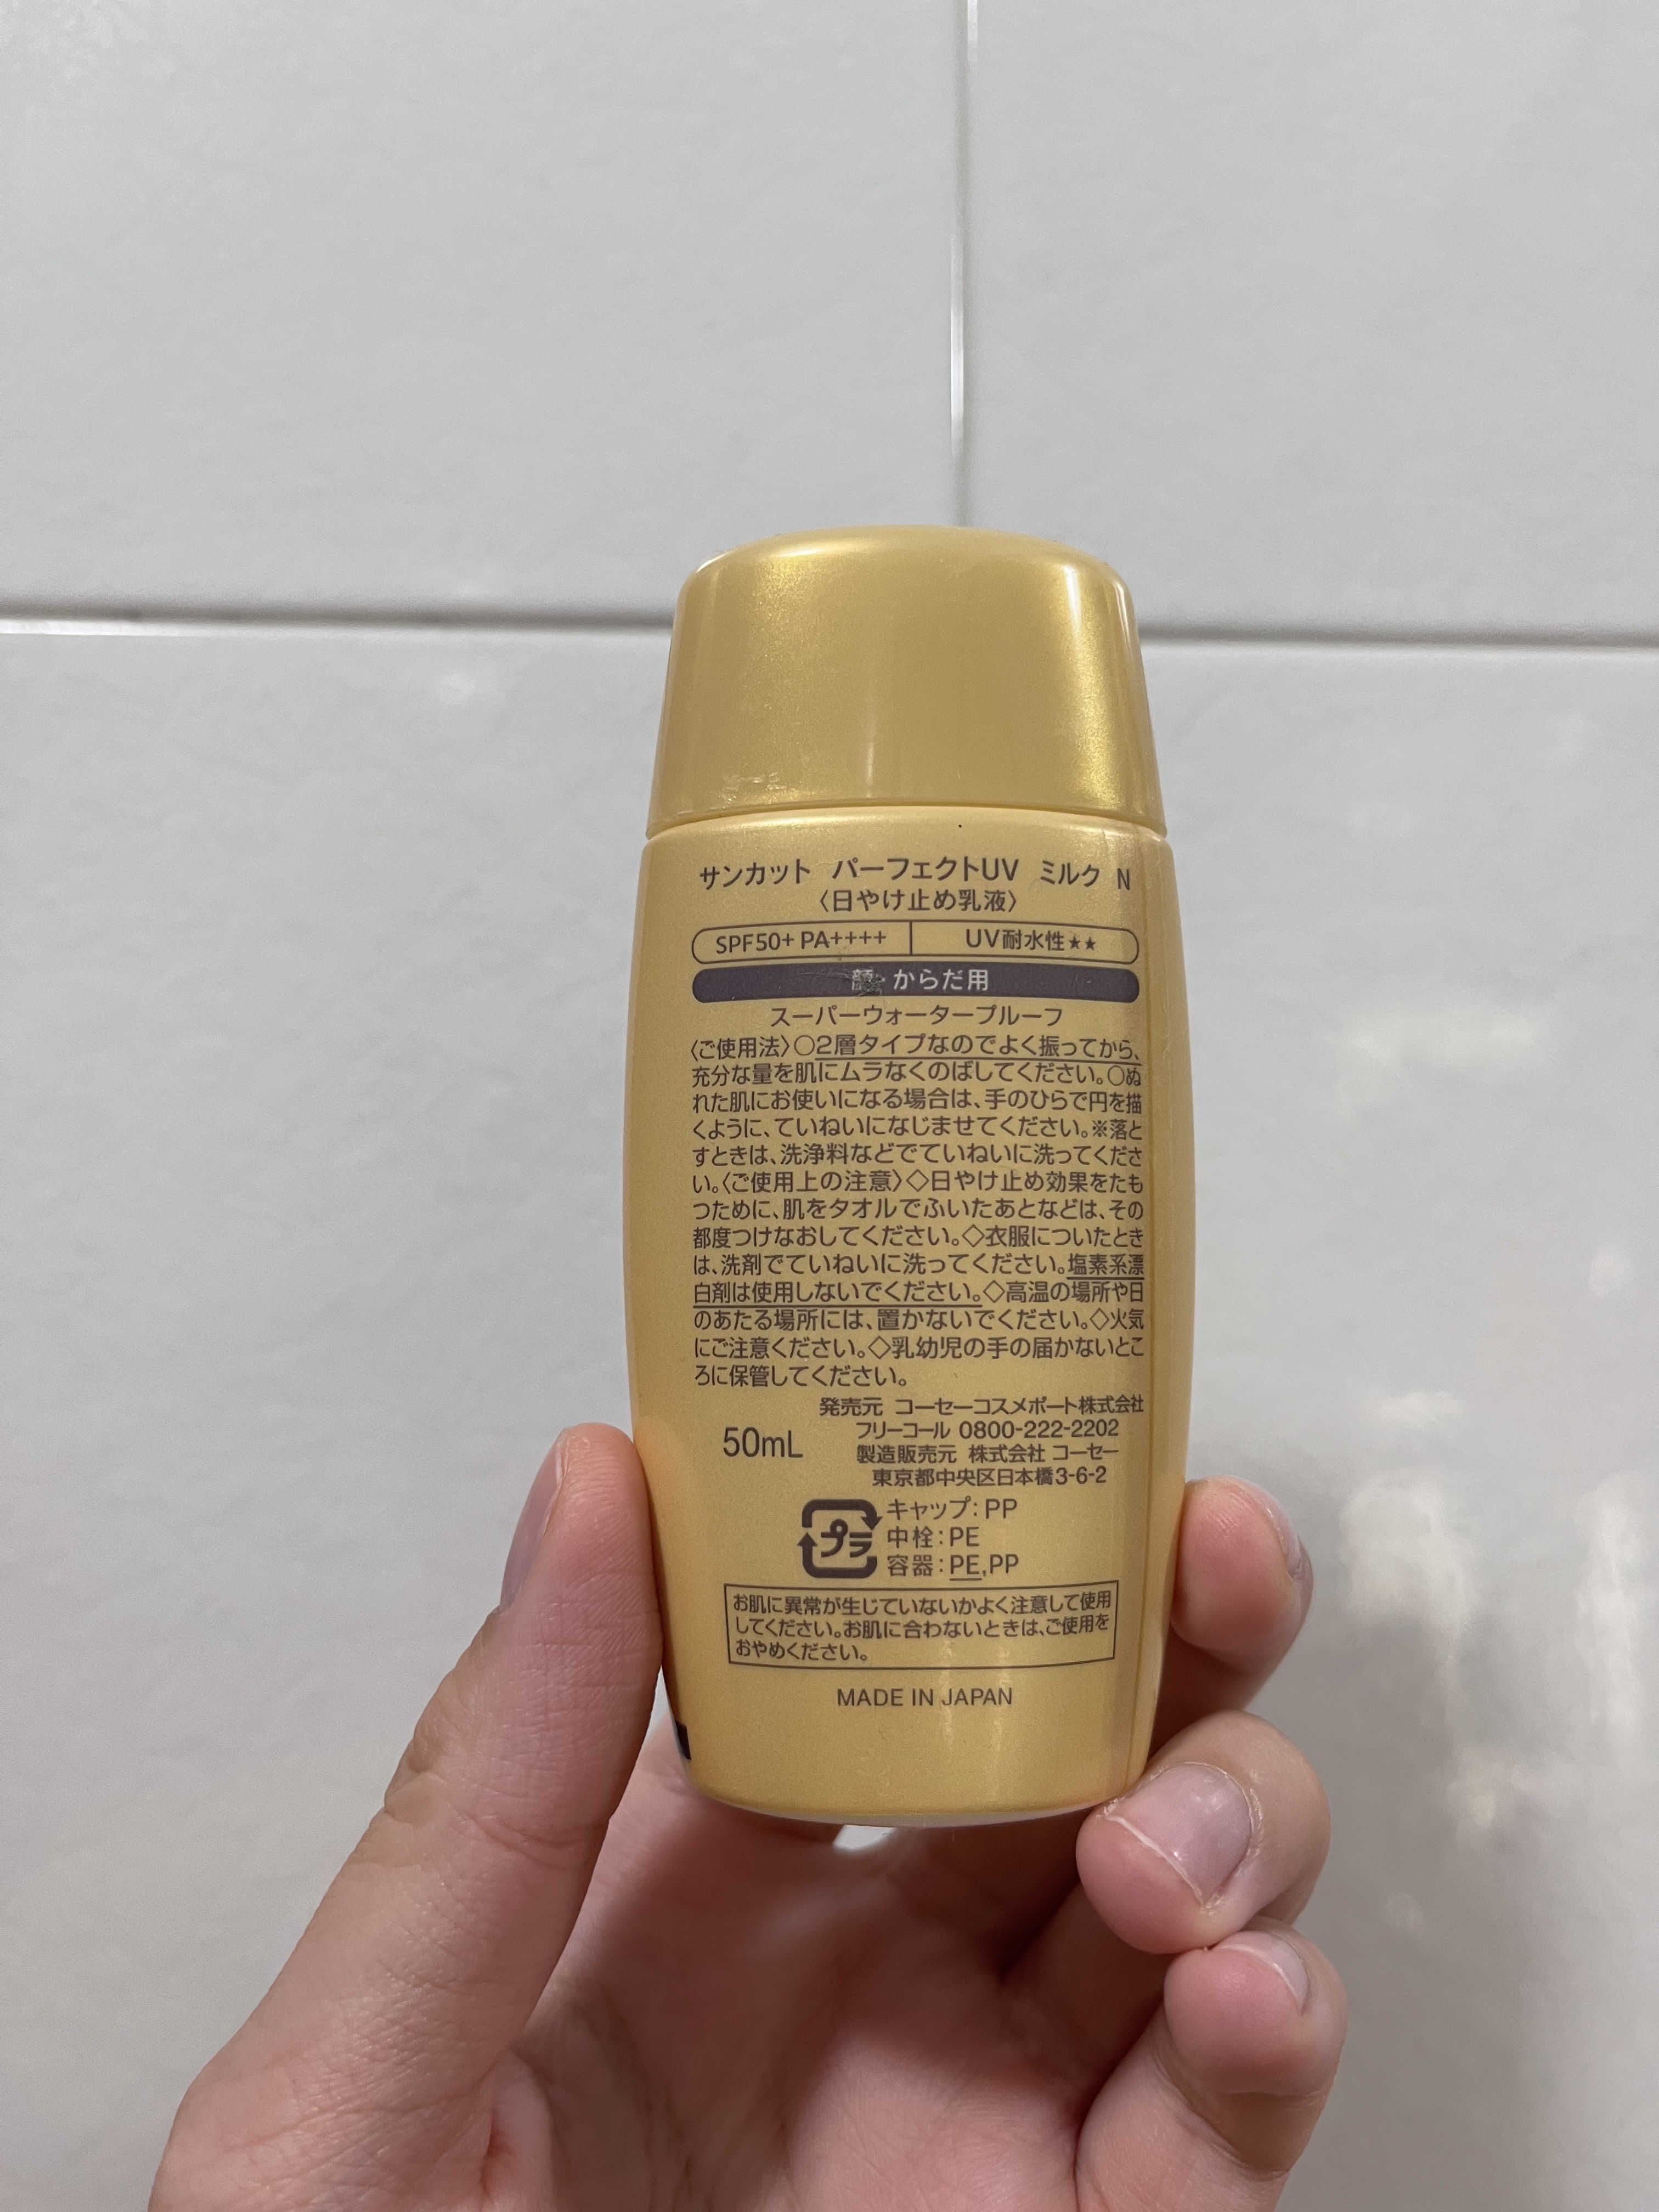 サンカット パーフェクトUV ミルク N
〈日やけ止め乳液〉
SPF50+ PA++++ UV耐水性★★
顔・からだ用
スーパーウォータープルーフ
〈ご使用法〉○2層タイプなのでよく振ってから、
充分な量を肌にムラなくのばしてください。○ぬ
れた肌にお使いになる場合は、手のひらで円を描
くように、ていねいになじませてください。※落と
すときは、洗浄料などでていねいに洗ってくださ
い。〈ご使用上の注意〉◇日やけ止め効果をたも
つために、肌をタオルでふいたあとなどは、その
都度つけなおしてください。◇衣服についたとき
は、洗剤でていねいに洗ってください。塩素系漂
白剤は使用しないでください。◇高温の場所や日
のあたる場所には、置かないでください。◇火気
にご注意ください。◇乳幼児の手の届かないとこ
ろに保管してください。
50mL
発売元 コーセーコスメポート株式会社
フリーコール 0800-222-2202
製造販売元 株式会社 コーセー
東京都中央区日本橋3-6-2
プラ
キャップ:PP
中栓:PE
容器:PE,PP
お肌に異常が生じていないかよく注意して使用
してください。お肌に合わないときは、ご使用を
おやめください。
MADE IN JAPAN